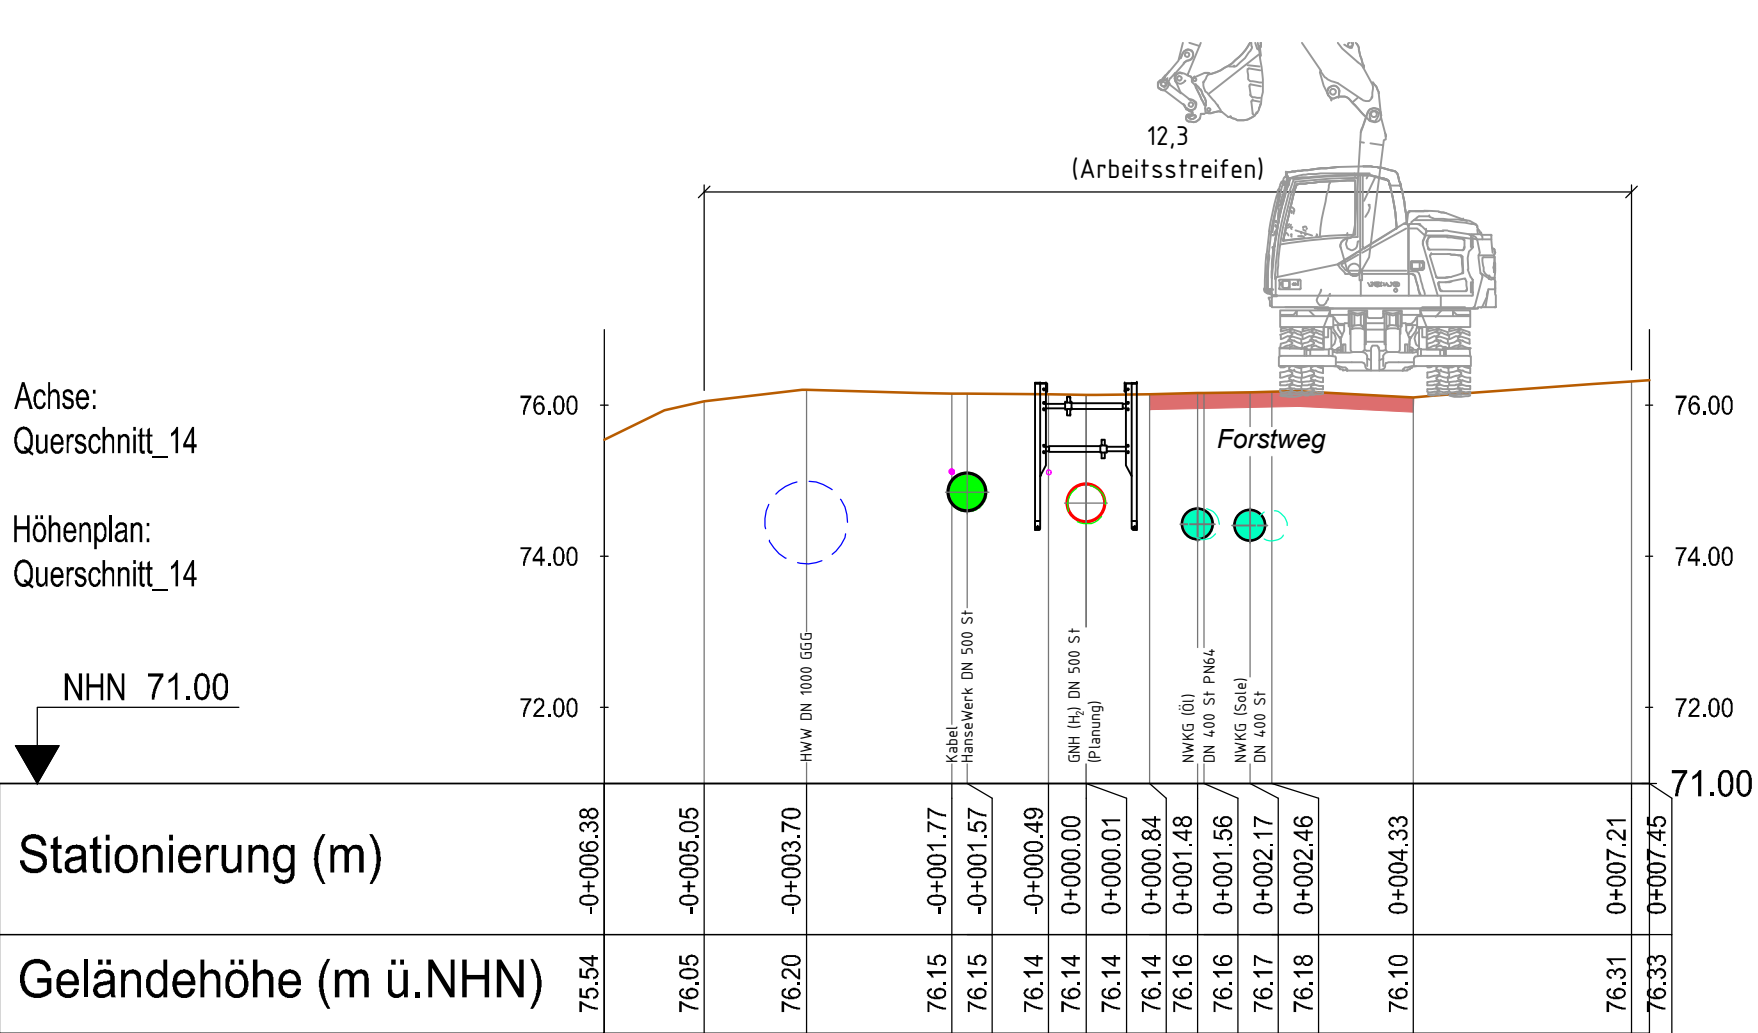 12,3
(Arbeitsstreifen)
Achse:
Querschnitt_14
Höhenplan:
Querschnitt_14
NHN 71.00
76.00
74.00
72.00
76.00
74.00
72.00
71.00
Forstweg
HWW DN 1000 GGG
Kabel
HanseWerk DN 500 St
GNH (H₂) DN 500 St
(Planung)
NWKG (Öl)
DN 400 St PN64
NWKG (Sole)
DN 400 St
Stationierung (m)
-0+006.38
-0+005.05
-0+003.70
-0+001.77
-0+001.57
-0+000.49
0+000.00
0+000.01
0+000.84
0+001.48
0+001.56
0+002.17
0+002.46
0+004.33
0+007.21
0+007.45
Geländehöhe (m ü.NHN)
75.54
76.05
76.20
76.15
76.15
76.14
76.14
76.14
76.14
76.16
76.16
76.17
76.18
76.10
76.31
76.33